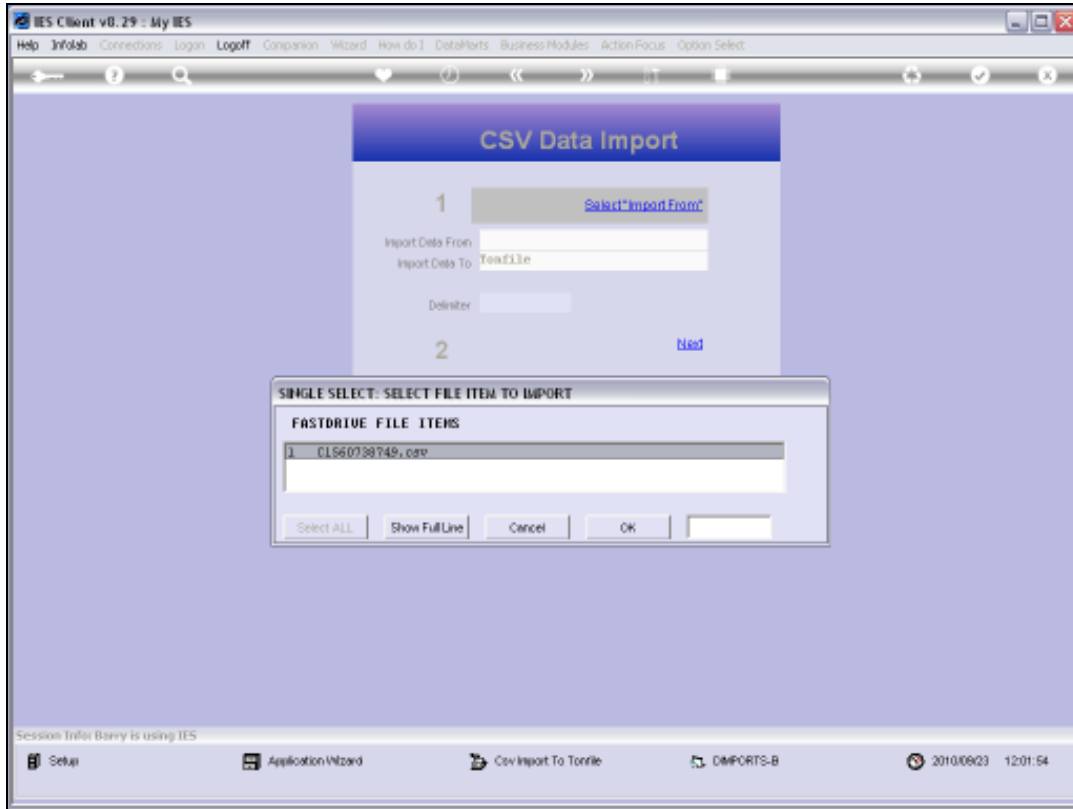 IES Client v8.29 : My IES
Help Infolab Connections Logon Logoff Companion Wizard How do I DataMarts Business Modules Action Focus Option Select
CSV Data Import
1
Select "Import From"
Import Data From
Import Data To Tonfile
Delimiter
2
Next
SINGLE SELECT: SELECT FILE ITEM TO IMPORT
FASTDRIVE FILE ITEMS
1 C1560738749.csv
Select ALL Show Full Line Cancel OK
Session Info: Barry is using IES
Setup Application Wizard Csv Import To Tonfile DIMPORTS-B 2010/09/23 12:01:54